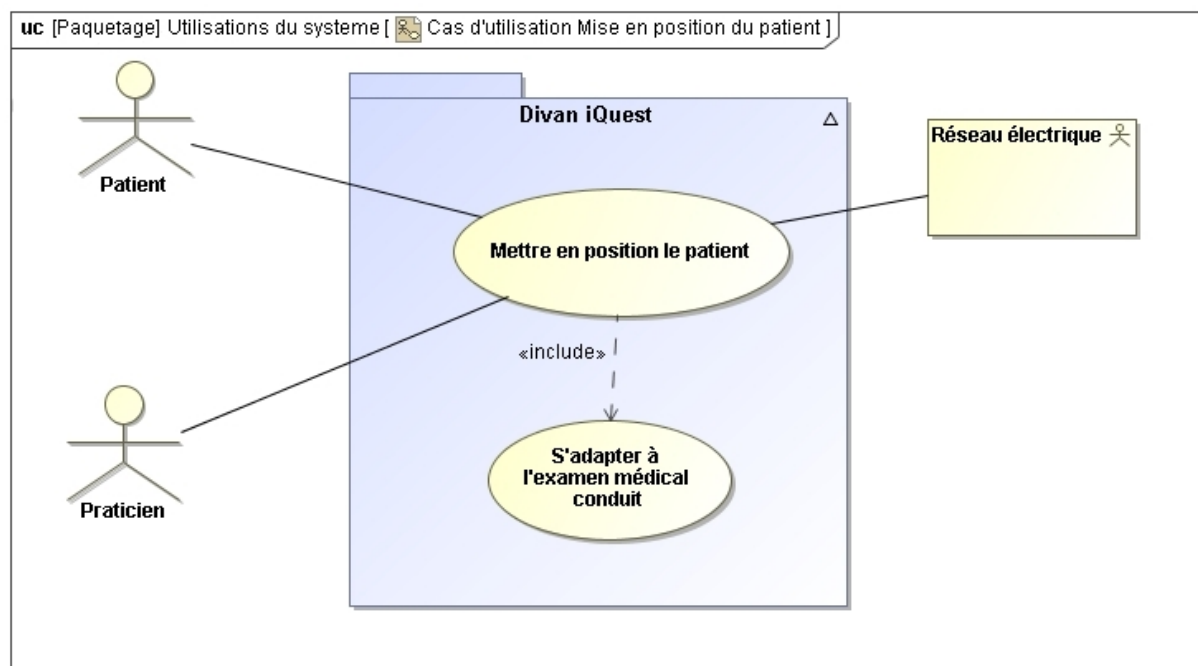 uc [Paquetage] Utilisations du systeme [ Cas d'utilisation Mise en position du patient ]
Divan iQuest
Réseau électrique
Patient
Mettre en position le patient
«include»
S'adapter à
l'examen médical
conduit
Praticien